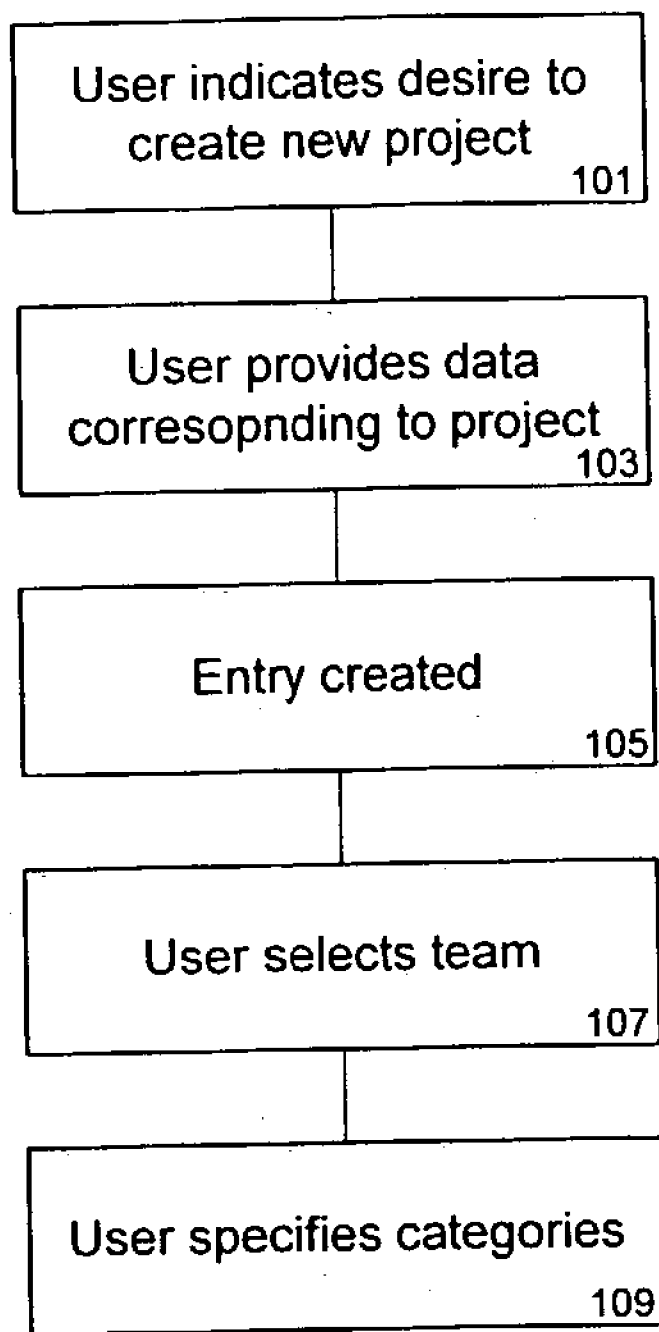 User indicates desire to
create new project
101
User provides data
corresopnding to project
103
Entry created
105
User selects team
107
User specifies categories
109